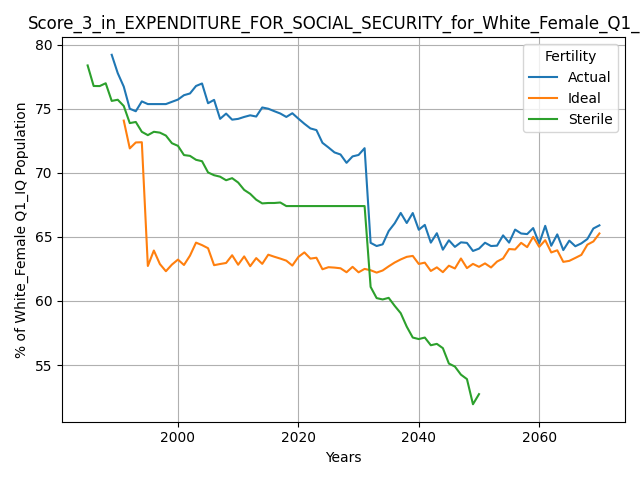 Score_3_in_EXPENDITURE_FOR_SOCIAL_SECURITY_for_White_Female_Q1_
Fertility
Actual
Ideal
Sterile
% of White_Female Q1_IQ Population
80
75
70
65
60
55
2000
2020
2040
2060
Years